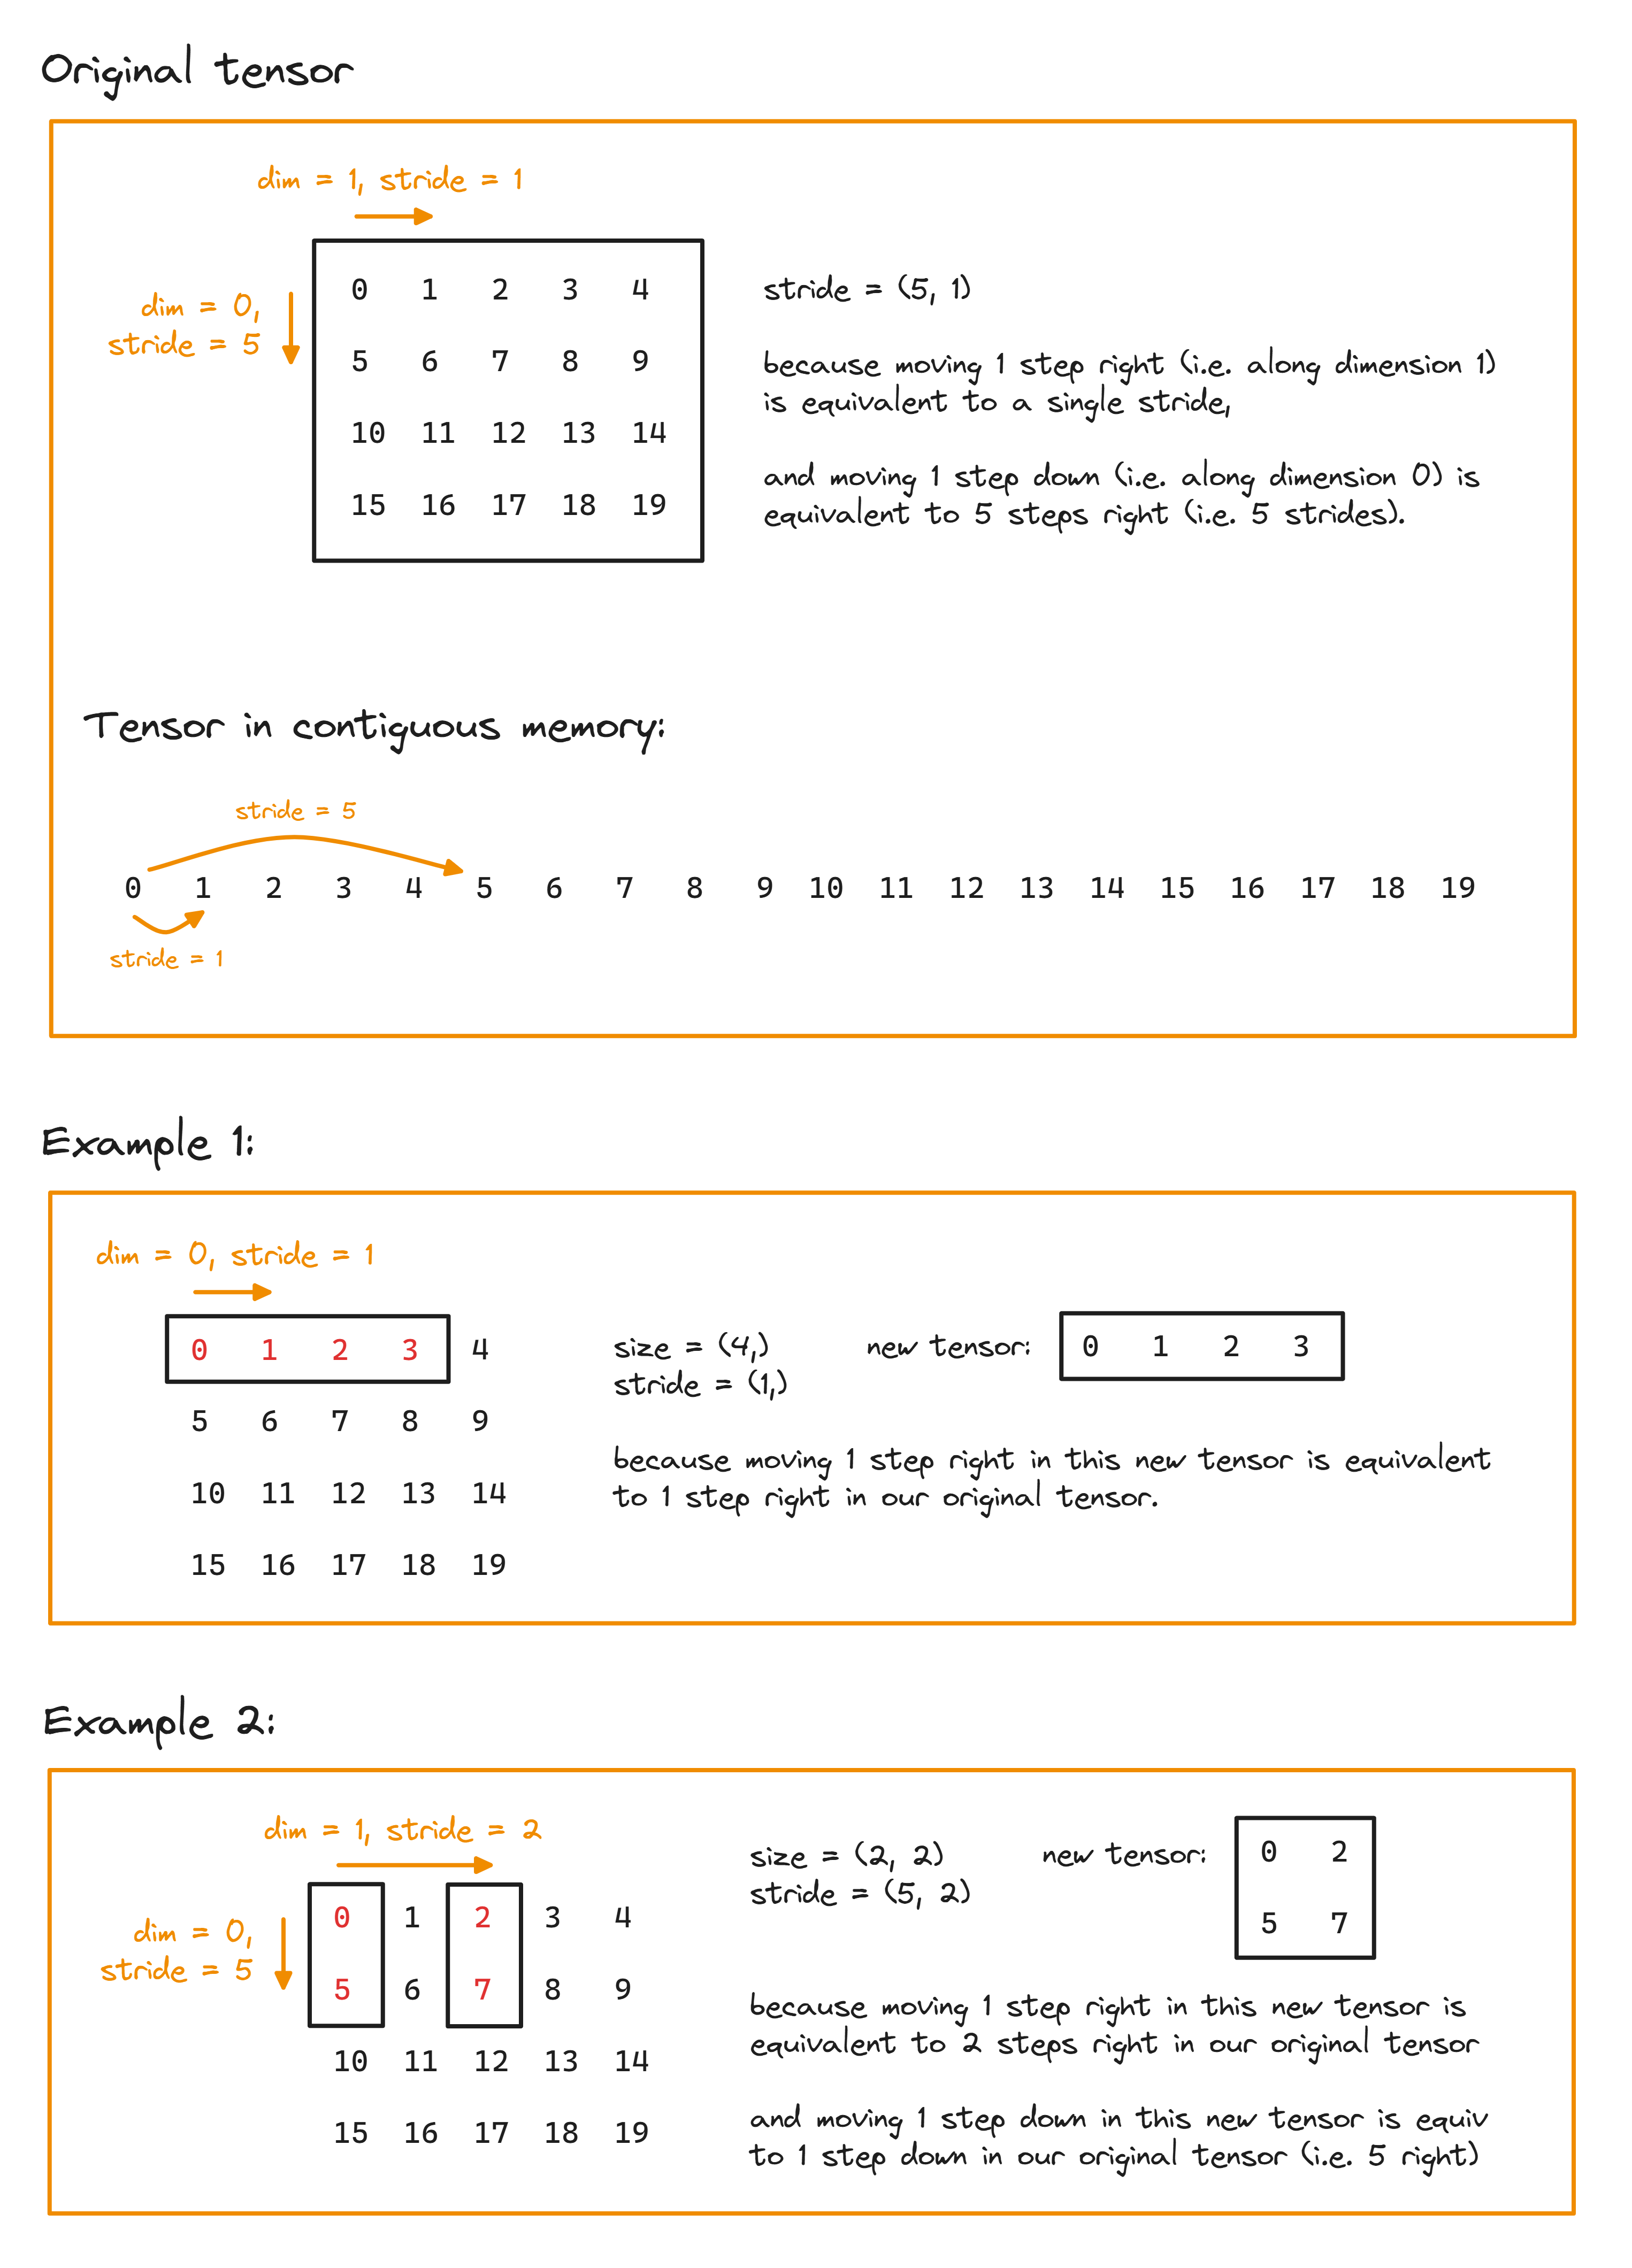 Original tensor
dim = 1, stride = 1
dim = 0,
stride = 5
0 1 2 3 4
5 6 7 8 9
10 11 12 13 14
15 16 17 18 19
stride = (5, 1)
because moving 1 step right (i.e. along dimension 1)
is equivalent to a single stride,
and moving 1 step down (i.e. along dimension 0) is
equivalent to 5 steps right (i.e. 5 strides).
Tensor in contiguous memory:
stride = 5
0 1 2 3 4 5 6 7 8 9 10 11 12 13 14 15 16 17 18 19
stride = 1
Example 1:
dim = 0, stride = 1
0 1 2 3 4
5 6 7 8 9
10 11 12 13 14
15 16 17 18 19
size = (4,)
stride = (1,)
new tensor:
0 1 2 3
because moving 1 step right in this new tensor is equivalent
to 1 step right in our original tensor.
Example 2:
dim = 1, stride = 2
dim = 0,
stride = 5
0 1 2 3 4
5 6 7 8 9
10 11 12 13 14
15 16 17 18 19
size = (2, 2)
stride = (5, 2)
new tensor:
0 2
5 7
because moving 1 step right in this new tensor is
equivalent to 2 steps right in our original tensor
and moving 1 step down in this new tensor is equiv
to 1 step down in our original tensor (i.e. 5 right)